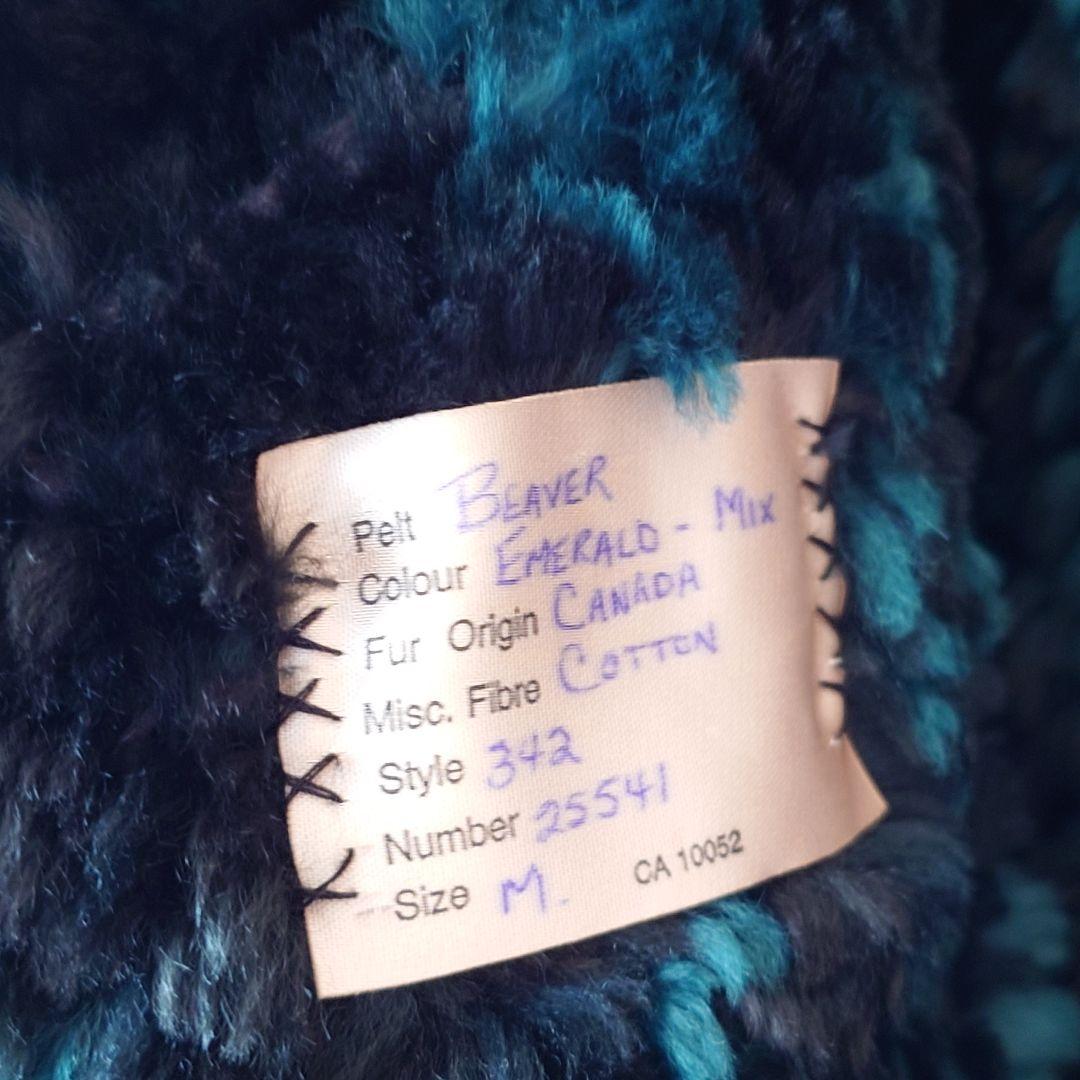 Pelt BEAVER
Colour EMERALD - MIX
Fur Origin CANADA
Misc. Fibre COTTON
Style 342
Number 25541
Size M.
CA 10052